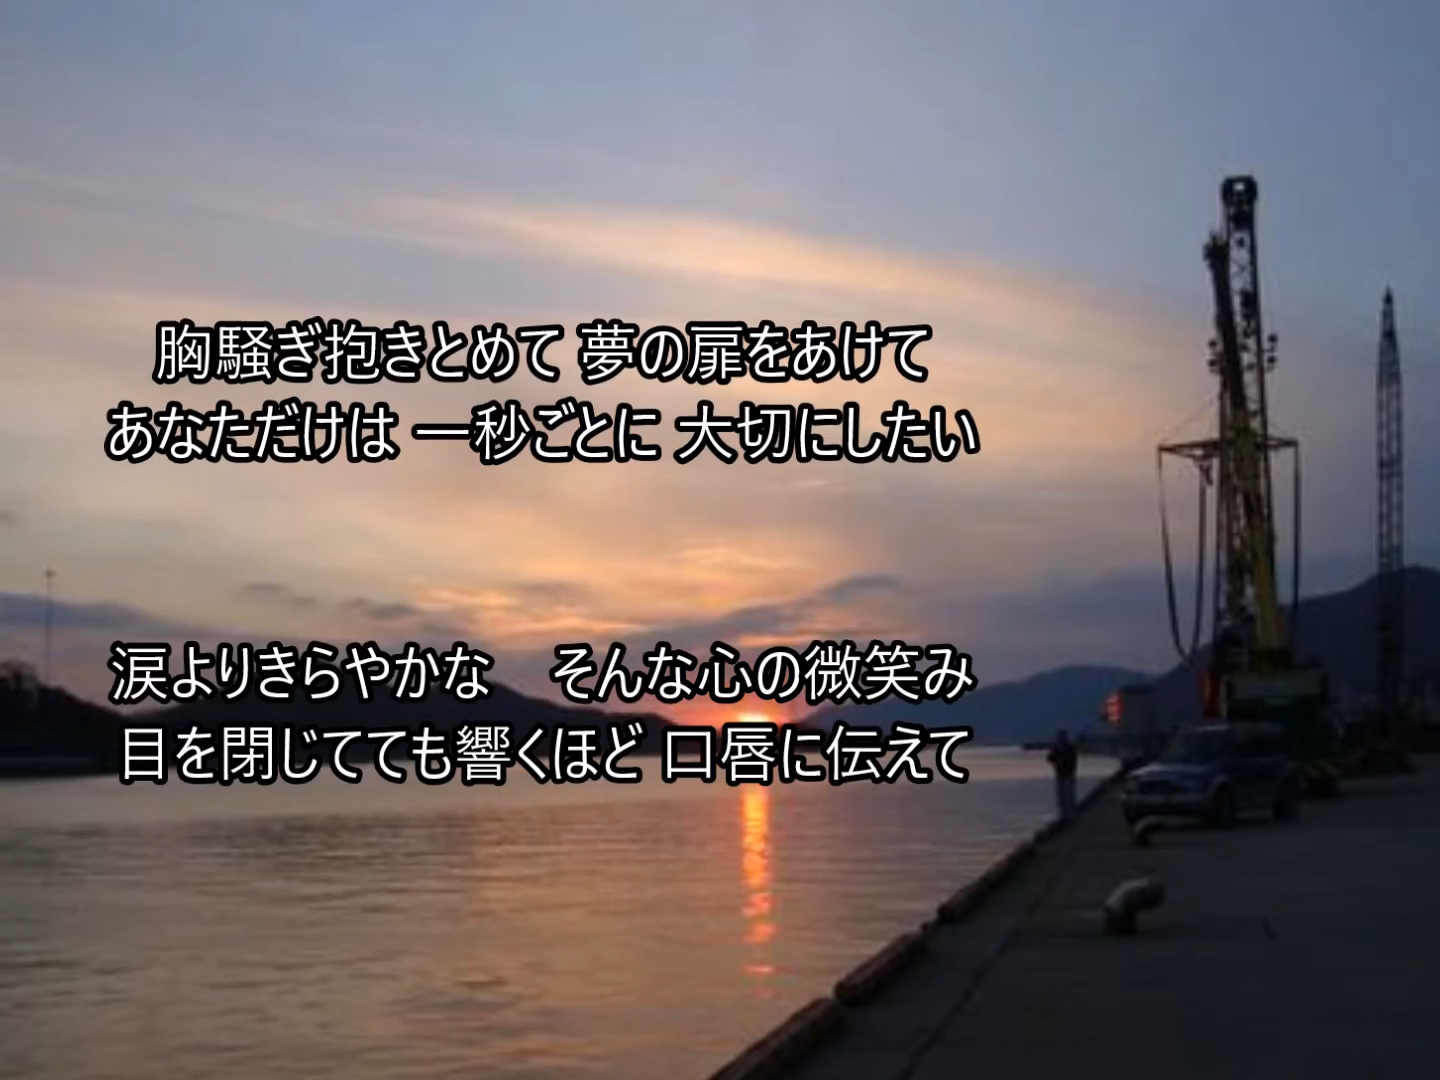 胸騒ぎ抱きとめて 夢の扉をあけて
あなただけは 一秒ごとに 大切にしたい
涙よりきらやかな　そんな心の微笑み
目を閉じてても響くほど 口唇に伝えて